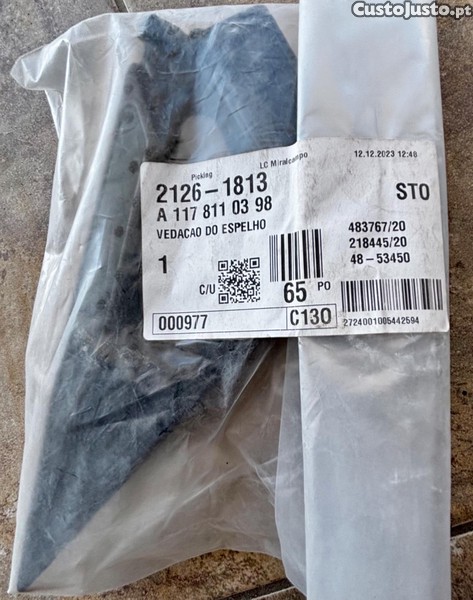 CustoJusto.pt
Picking
LC Miralcampo
12.12.2023 12:46
2126-1813
STO
A 117 811 03 98
VEDAÇAO DO ESPELHO
483767/20
218445/20
1
C/U
65 PO
48-53450
000977
C130
2724001005442594